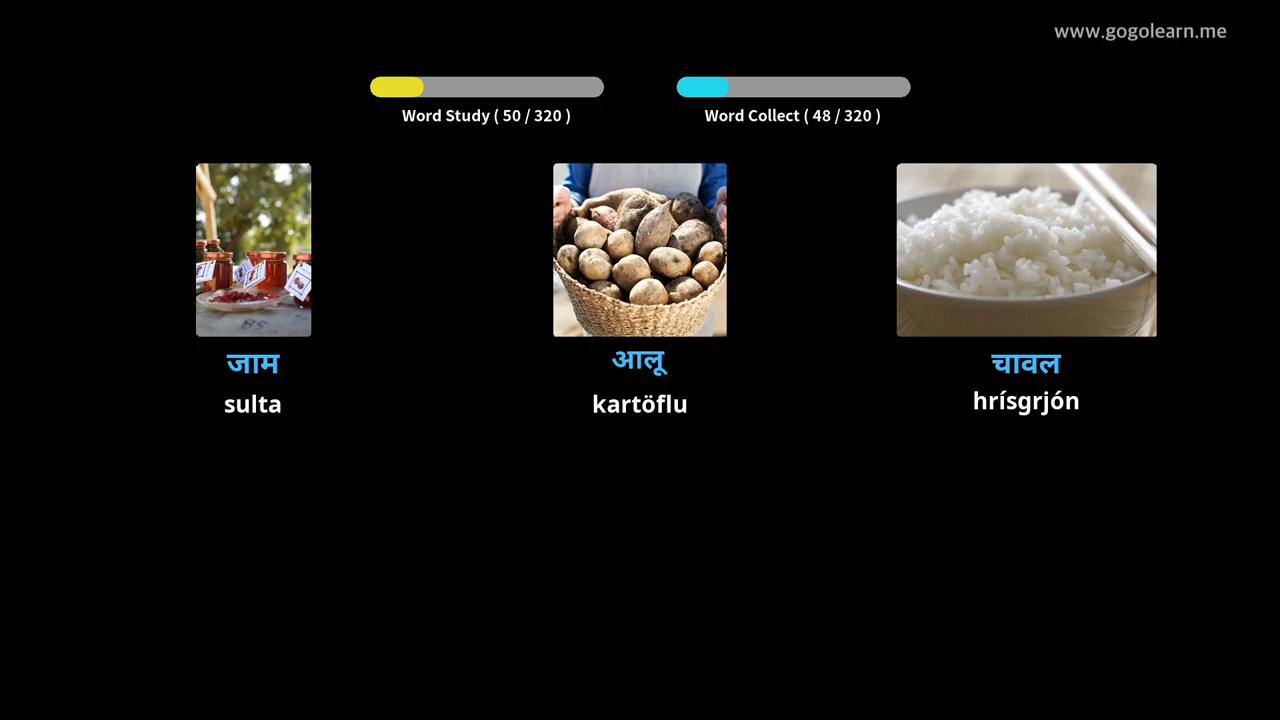 www.gogolearn.me
Word Study ( 50 / 320 )
Word Collect ( 48 / 320 )
जाम
आलू
चावल
sulta
kartöflu
hrísgrjón